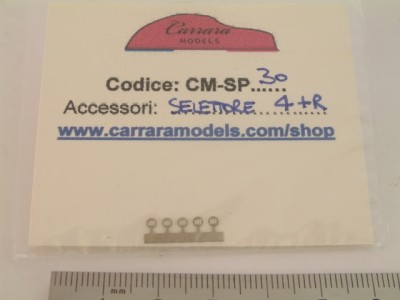 Carrara
MODELS
Codice: CM-SP...30...
Accessori: SELETTORE 4+R
www.carraramodels.com/shop
mm